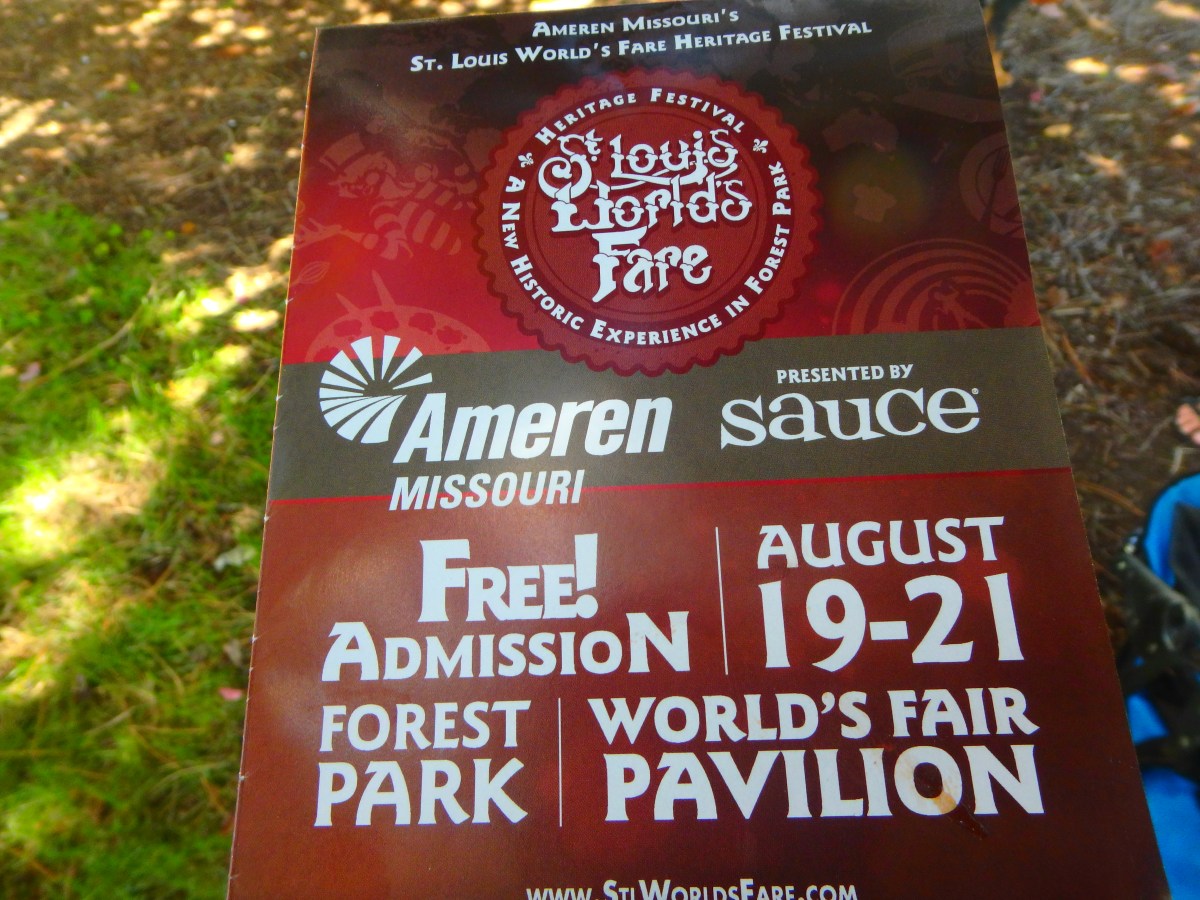 Ameren Missouri's
St. Louis World's Fare Heritage Festival
Heritage Festival
St. Louis
World's
Fare
A New Historic Experience in Forest Park
Ameren
MISSOURI
PRESENTED BY
sauce®
Free!
Admission
August
19-21
Forest
Park
World's Fair
Pavilion
www.StlWorldsFare.com